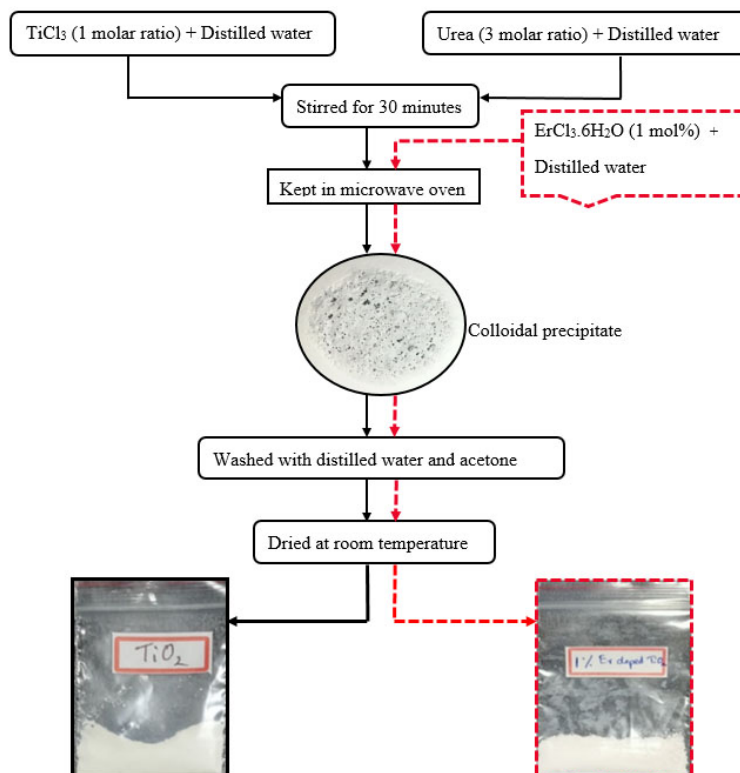 TiCl₃ (1 molar ratio) + Distilled water
Urea (3 molar ratio) + Distilled water
Stirred for 30 minutes
ErCl₃.6H₂O (1 mol%) +
Distilled water
Kept in microwave oven
Colloidal precipitate
Washed with distilled water and acetone
Dried at room temperature
TiO₂
1% Er doped TiO₂